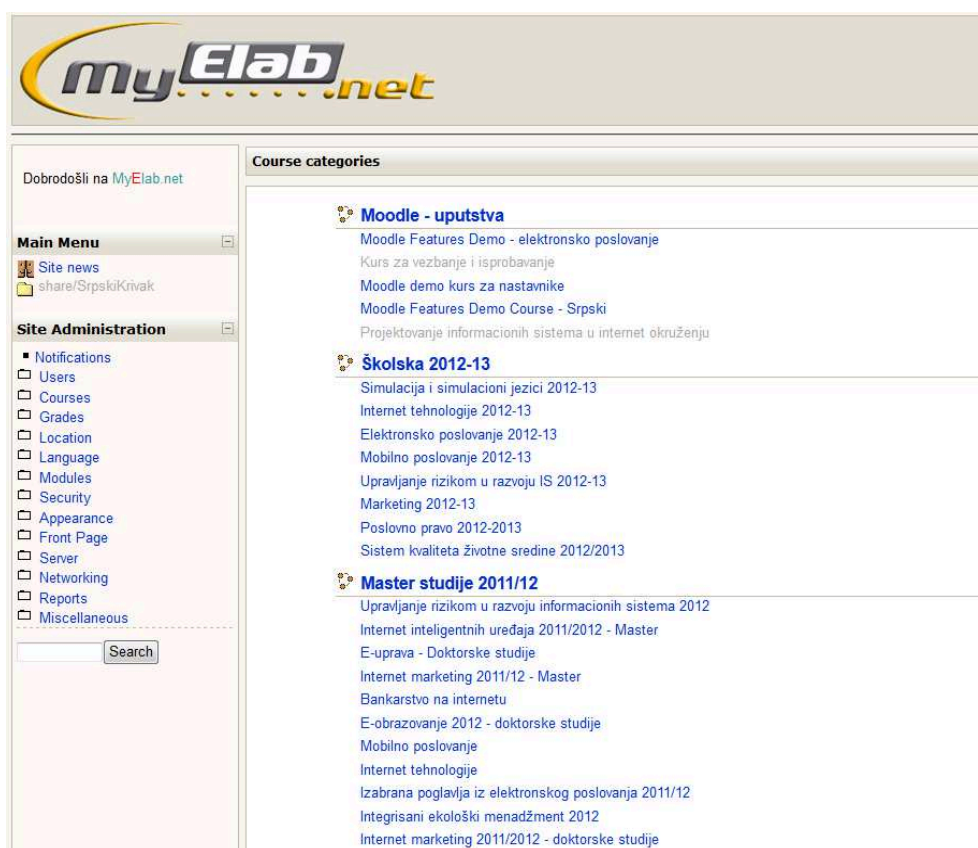 MyElab.net
Dobrodošli na MyElab.net
Main Menu
Site news
share/SrpskiKrivak
Site Administration
Notifications
Users
Courses
Grades
Location
Language
Modules
Security
Appearance
Front Page
Server
Networking
Reports
Miscellaneous
Search
Course categories
Moodle - uputstva
Moodle Features Demo - elektronsko poslovanje
Kurs za vezbanje i isprobavanje
Moodle demo kurs za nastavnike
Moodle Features Demo Course - Srpski
Projektovanje informacionih sistema u internet okruženju
Školska 2012-13
Simulacija i simulacioni jezici 2012-13
Internet tehnologije 2012-13
Elektronsko poslovanje 2012-13
Mobilno poslovanje 2012-13
Upravljanje rizikom u razvoju IS 2012-13
Marketing 2012-13
Poslovno pravo 2012-2013
Sistem kvaliteta životne sredine 2012/2013
Master studije 2011/12
Upravljanje rizikom u razvoju informacionih sistema 2012
Internet inteligentnih uređaja 2011/2012 - Master
E-uprava - Doktorske studije
Internet marketing 2011/12 - Master
Bankarstvo na internetu
E-obrazovanje 2012 - doktorske studije
Mobilno poslovanje
Internet tehnologije
Izabrana poglavlja iz elektronskog poslovanja 2011/12
Integrisani ekološki menadžment 2012
Internet marketing 2011/2012 - doktorske studije